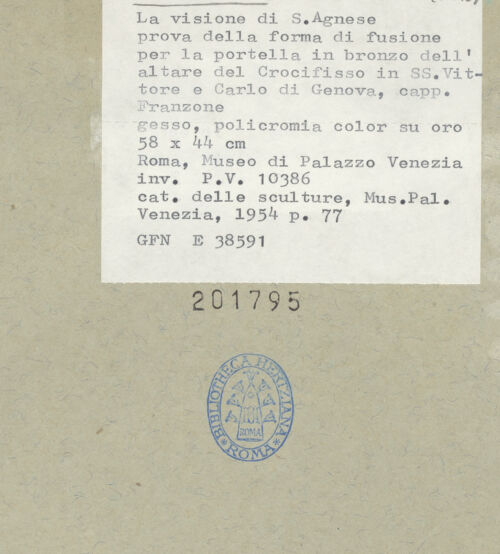 La visione di S.Agnese
prova della forma di fusione
per la portella in bronzo dell'
altare del Crocifisso in SS.Vit-
tore e Carlo di Genova, capp.
Franzone
gesso, policromia color su oro
58 x 44 cm
Roma, Museo di Palazzo Venezia
inv. P.V. 10386
cat. delle sculture, Mus.Pal.
Venezia, 1954 p. 77
GFN E 38591
201795
BIBLIOTHECA HERTZIANA
ROMA
* ROMA *